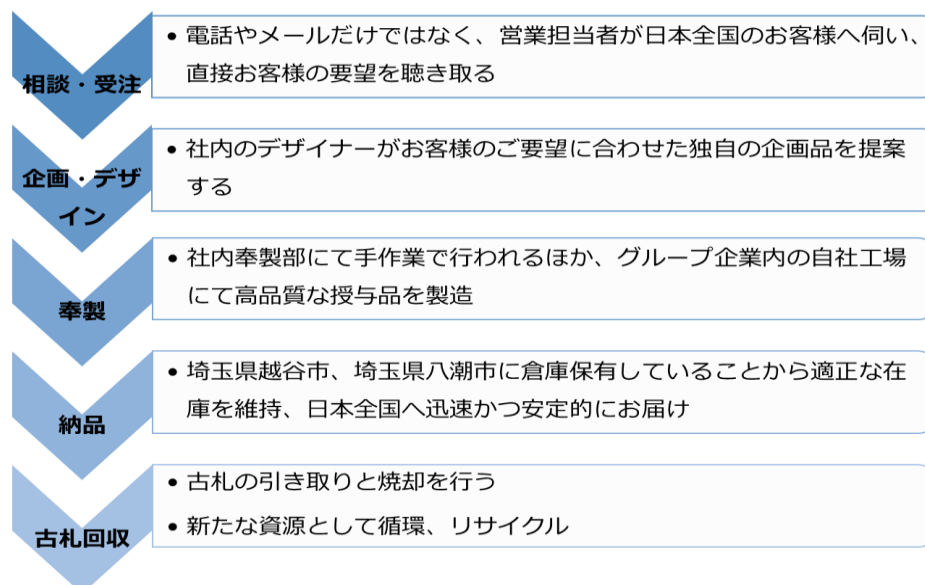 相談・受注
• 電話やメールだけではなく、営業担当者が日本全国のお客様へ伺い、
直接お客様の要望を聴き取る
企画・デザ
イン
• 社内のデザイナーがお客様のご要望に合わせた独自の企画品を提案
する
奉製
• 社内奉製部にて手作業で行われるほか、グループ企業内の自社工場
にて高品質な授与品を製造
納品
• 埼玉県越谷市、埼玉県八潮市に倉庫保有していることから適正な在
庫を維持、日本全国へ迅速かつ安定的にお届け
古札回収
• 古札の引き取りと焼却を行う
• 新たな資源として循環、リサイクル